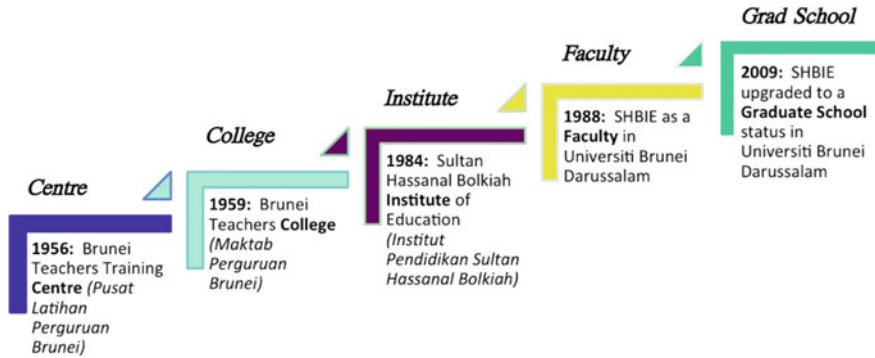 Centre
1956: Brunei
Teachers Training
Centre (Pusat
Latihan
Perguruan
Brunei)
College
1959: Brunei
Teachers College
(Maktab
Perguruan
Brunei)
Institute
1984: Sultan
Hassanal Bolkiah
Institute of
Education
(Institut
Pendidikan Sultan
Hassanal Bolkiah)
Faculty
1988: SHBIE as a
Faculty in
Universiti Brunei
Darussalam
Grad School
2009: SHBIE
upgraded to a
Graduate School
status in
Universiti Brunei
Darussalam